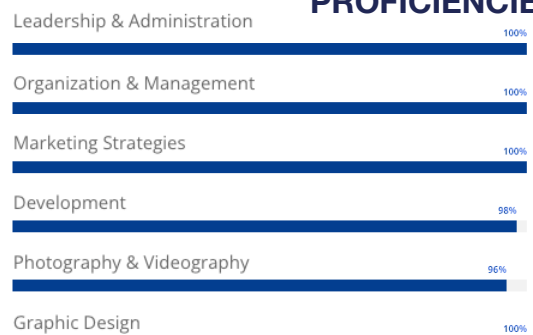 PROFICIENCIE
Leadership & Administration
100%
Organization & Management
100%
Marketing Strategies
100%
Development
98%
Photography & Videography
96%
Graphic Design
100%